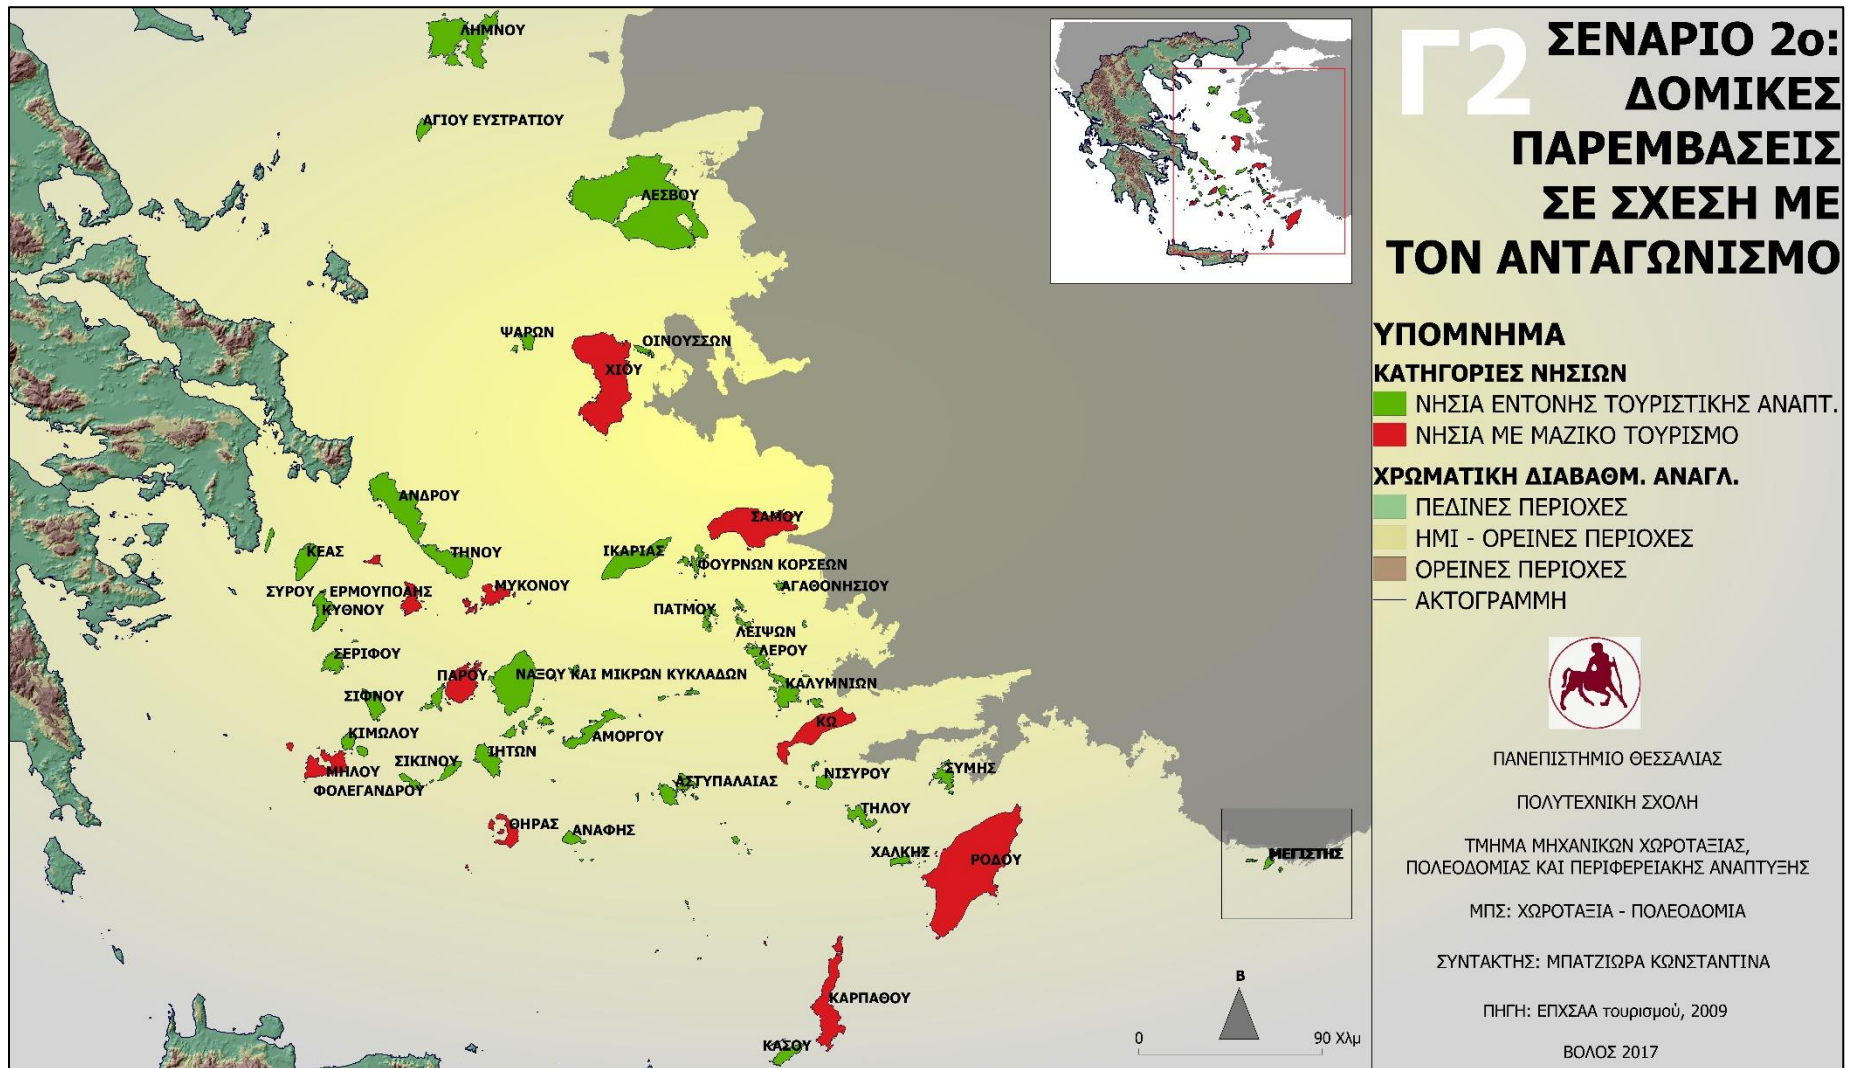 Γ2
ΣΕΝΑΡΙΟ 2ο:
ΔΟΜΙΚΕΣ
ΠΑΡΕΜΒΑΣΕΙΣ
ΣΕ ΣΧΕΣΗ ΜΕ
ΤΟΝ ΑΝΤΑΓΩΝΙΣΜΟ
ΥΠΟΜΝΗΜΑ
ΚΑΤΗΓΟΡΙΕΣ ΝΗΣΙΩΝ
ΝΗΣΙΑ ΕΝΤΟΝΗΣ ΤΟΥΡΙΣΤΙΚΗΣ ΑΝΑΠΤ.
ΝΗΣΙΑ ΜΕ ΜΑΖΙΚΟ ΤΟΥΡΙΣΜΟ
ΧΡΩΜΑΤΙΚΗ ΔΙΑΒΑΘΜ. ΑΝΑΓΛ.
ΠΕΔΙΝΕΣ ΠΕΡΙΟΧΕΣ
ΗΜΙ - ΟΡΕΙΝΕΣ ΠΕΡΙΟΧΕΣ
ΟΡΕΙΝΕΣ ΠΕΡΙΟΧΕΣ
ΑΚΤΟΓΡΑΜΜΗ
ΠΑΝΕΠΙΣΤΗΜΙΟ ΘΕΣΣΑΛΙΑΣ
ΠΟΛΥΤΕΧΝΙΚΗ ΣΧΟΛΗ
ΤΜΗΜΑ ΜΗΧΑΝΙΚΩΝ ΧΩΡΟΤΑΞΙΑΣ,
ΠΟΛΕΟΔΟΜΙΑΣ ΚΑΙ ΠΕΡΙΦΕΡΕΙΑΚΗΣ ΑΝΑΠΤΥΞΗΣ
ΜΠΣ: ΧΩΡΟΤΑΞΙΑ - ΠΟΛΕΟΔΟΜΙΑ
ΣΥΝΤΑΚΤΗΣ: ΜΠΑΤΖΙΩΡΑ ΚΩΝΣΤΑΝΤΙΝΑ
ΠΗΓΗ: ΕΠΧΣΑΑ τουρισμού, 2009
ΒΟΛΟΣ 2017
ΛΗΜΝΟΥ
ΑΓΙΟΥ ΕΥΣΤΡΑΤΙΟΥ
ΛΕΣΒΟΥ
ΨΑΡΩΝ
ΟΙΝΟΥΣΣΩΝ
ΧΙΟΥ
ΑΝΔΡΟΥ
ΣΑΜΟΥ
ΚΕΑΣ
ΤΗΝΟΥ
ΙΚΑΡΙΑΣ
ΦΟΥΡΝΩΝ ΚΟΡΣΕΩΝ
ΣΥΡΟΥ - ΕΡΜΟΥΠΟΛΗΣ
ΜΥΚΟΝΟΥ
ΑΓΑΘΟΝΗΣΙΟΥ
ΚΥΘΝΟΥ
ΠΑΤΜΟΥ
ΛΕΙΨΩΝ
ΛΕΡΟΥ
ΣΕΡΙΦΟΥ
ΠΑΡΟΥ
ΝΑΞΟΥ ΚΑΙ ΜΙΚΡΩΝ ΚΥΚΛΑΔΩΝ
ΚΑΛΥΜΝΙΩΝ
ΣΙΦΝΟΥ
ΚΩ
ΚΙΜΩΛΟΥ
ΑΜΟΡΓΟΥ
ΙΗΤΩΝ
ΣΙΚΙΝΟΥ
ΜΗΛΟΥ
ΦΟΛΕΓΑΝΔΡΟΥ
ΑΣΤΥΠΑΛΑΙΑΣ
ΝΙΣΥΡΟΥ
ΣΥΜΗΣ
ΤΗΛΟΥ
ΘΗΡΑΣ
ΑΝΑΦΗΣ
ΧΑΛΚΗΣ
ΡΟΔΟΥ
ΜΕΓΙΣΤΗΣ
ΚΑΡΠΑΘΟΥ
ΚΑΣΟΥ
Β
0 90 Χλμ